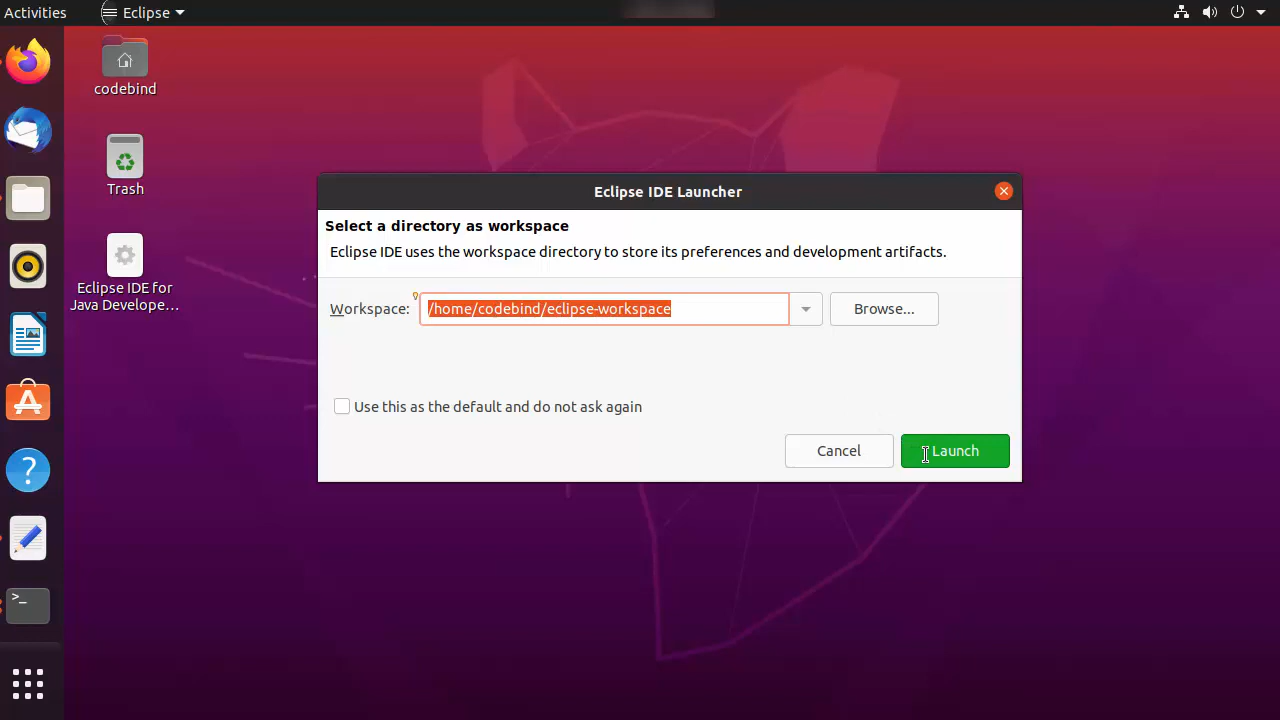 Activities
Eclipse
codebind
Trash
Eclipse IDE For
Java Develope...
Eclipse IDE Launcher
Select a directory as workspace
Eclipse IDE uses the workspace directory to store its preferences and development artifacts.
Workspace:
/home/codebind/eclipse-workspace
Browse...
Use this as the default and do not ask again
Cancel
Launch